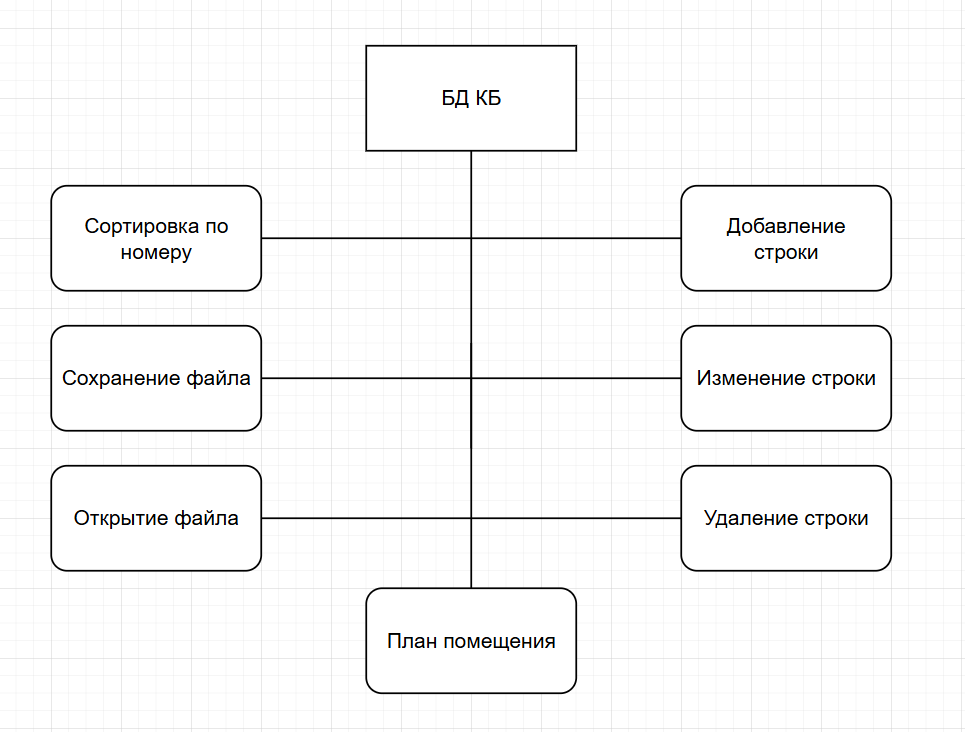 БД КБ
Сортировка по
номеру
Добавление
строки
Сохранение файла
Изменение строки
Открытие файла
Удаление строки
План помещения